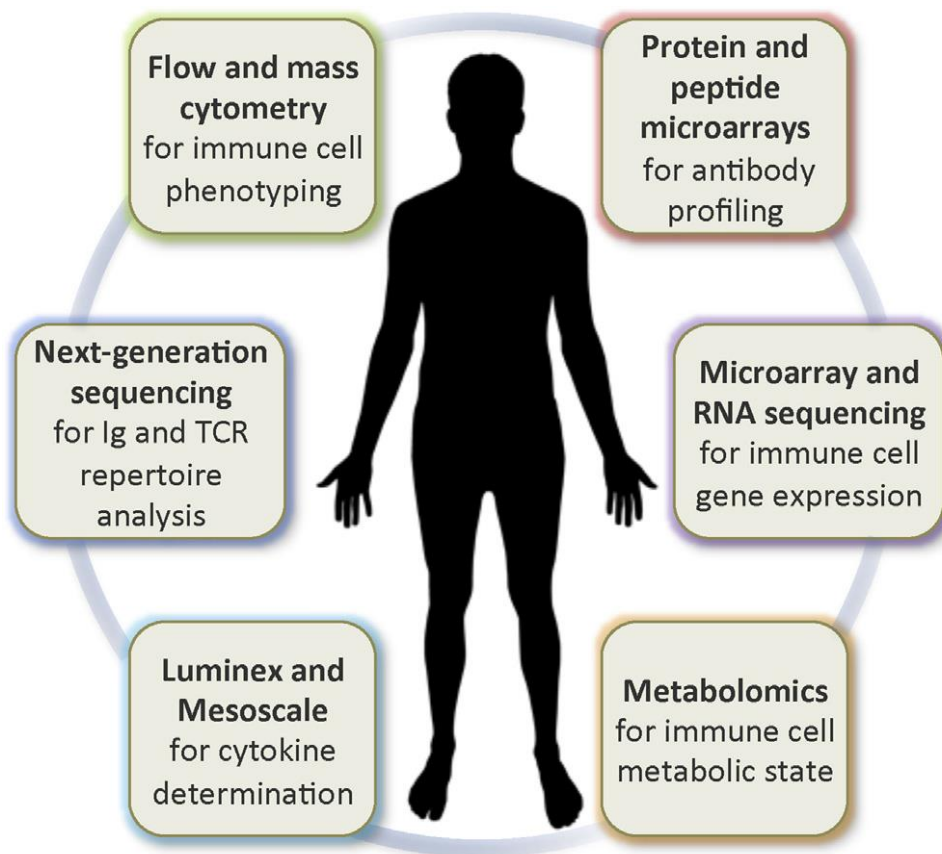 Flow and mass
cytometry
for immune cell
phenotyping
Protein and
peptide
microarrays
for antibody
profiling
Next-generation
sequencing
for Ig and TCR
repertoire
analysis
Microarray and
RNA sequencing
for immune cell
gene expression
Luminex and
Mesoscale
for cytokine
determination
Metabolomics
for immune cell
metabolic state